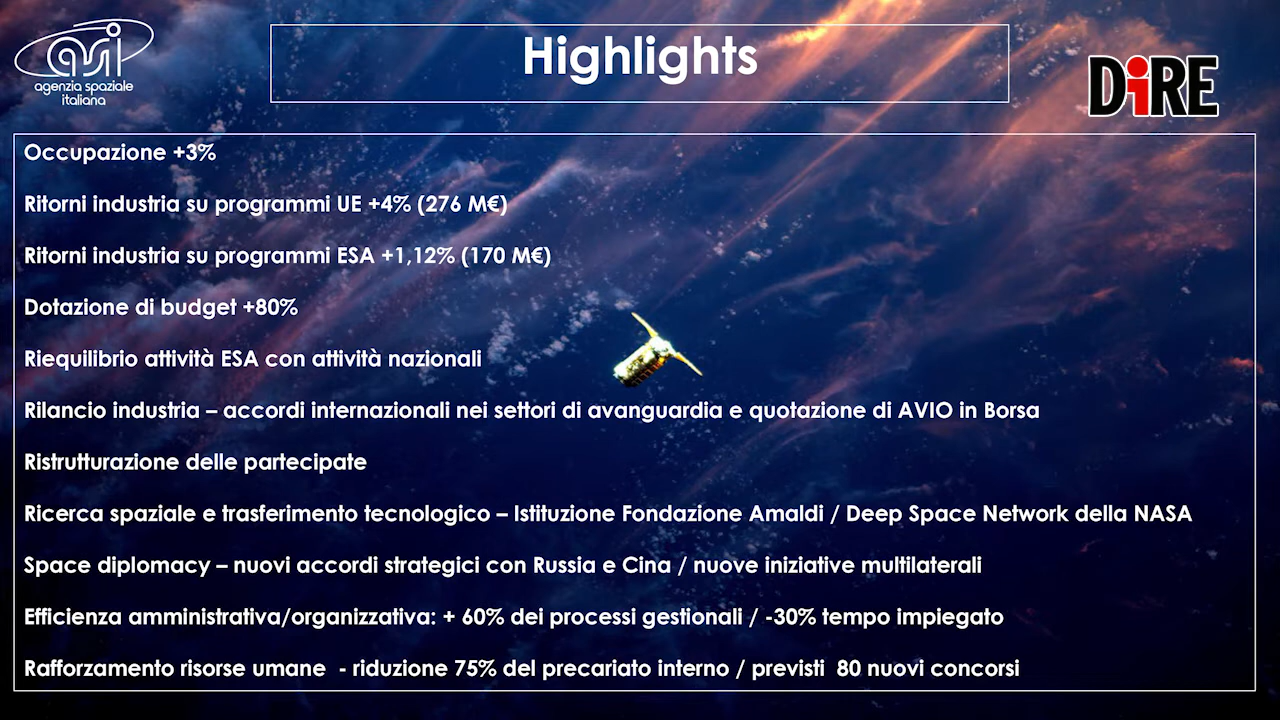 asi
agenzia spaziale
italiana
Highlights
DiRE
Occupazione +3%
Ritorni industria su programmi UE +4% (276 M€)
Ritorni industria su programmi ESA +1,12% (170 M€)
Dotazione di budget +80%
Riequilibrio attività ESA con attività nazionali
Rilancio industria – accordi internazionali nei settori di avanguardia e quotazione di AVIO in Borsa
Ristrutturazione delle partecipate
Ricerca spaziale e trasferimento tecnologico – Istituzione Fondazione Amaldi / Deep Space Network della NASA
Space diplomacy – nuovi accordi strategici con Russia e Cina / nuove iniziative multilaterali
Efficienza amministrativa/organizzativa: + 60% dei processi gestionali / -30% tempo impiegato
Rafforzamento risorse umane  - riduzione 75% del precariato interno / previsti  80 nuovi concorsi